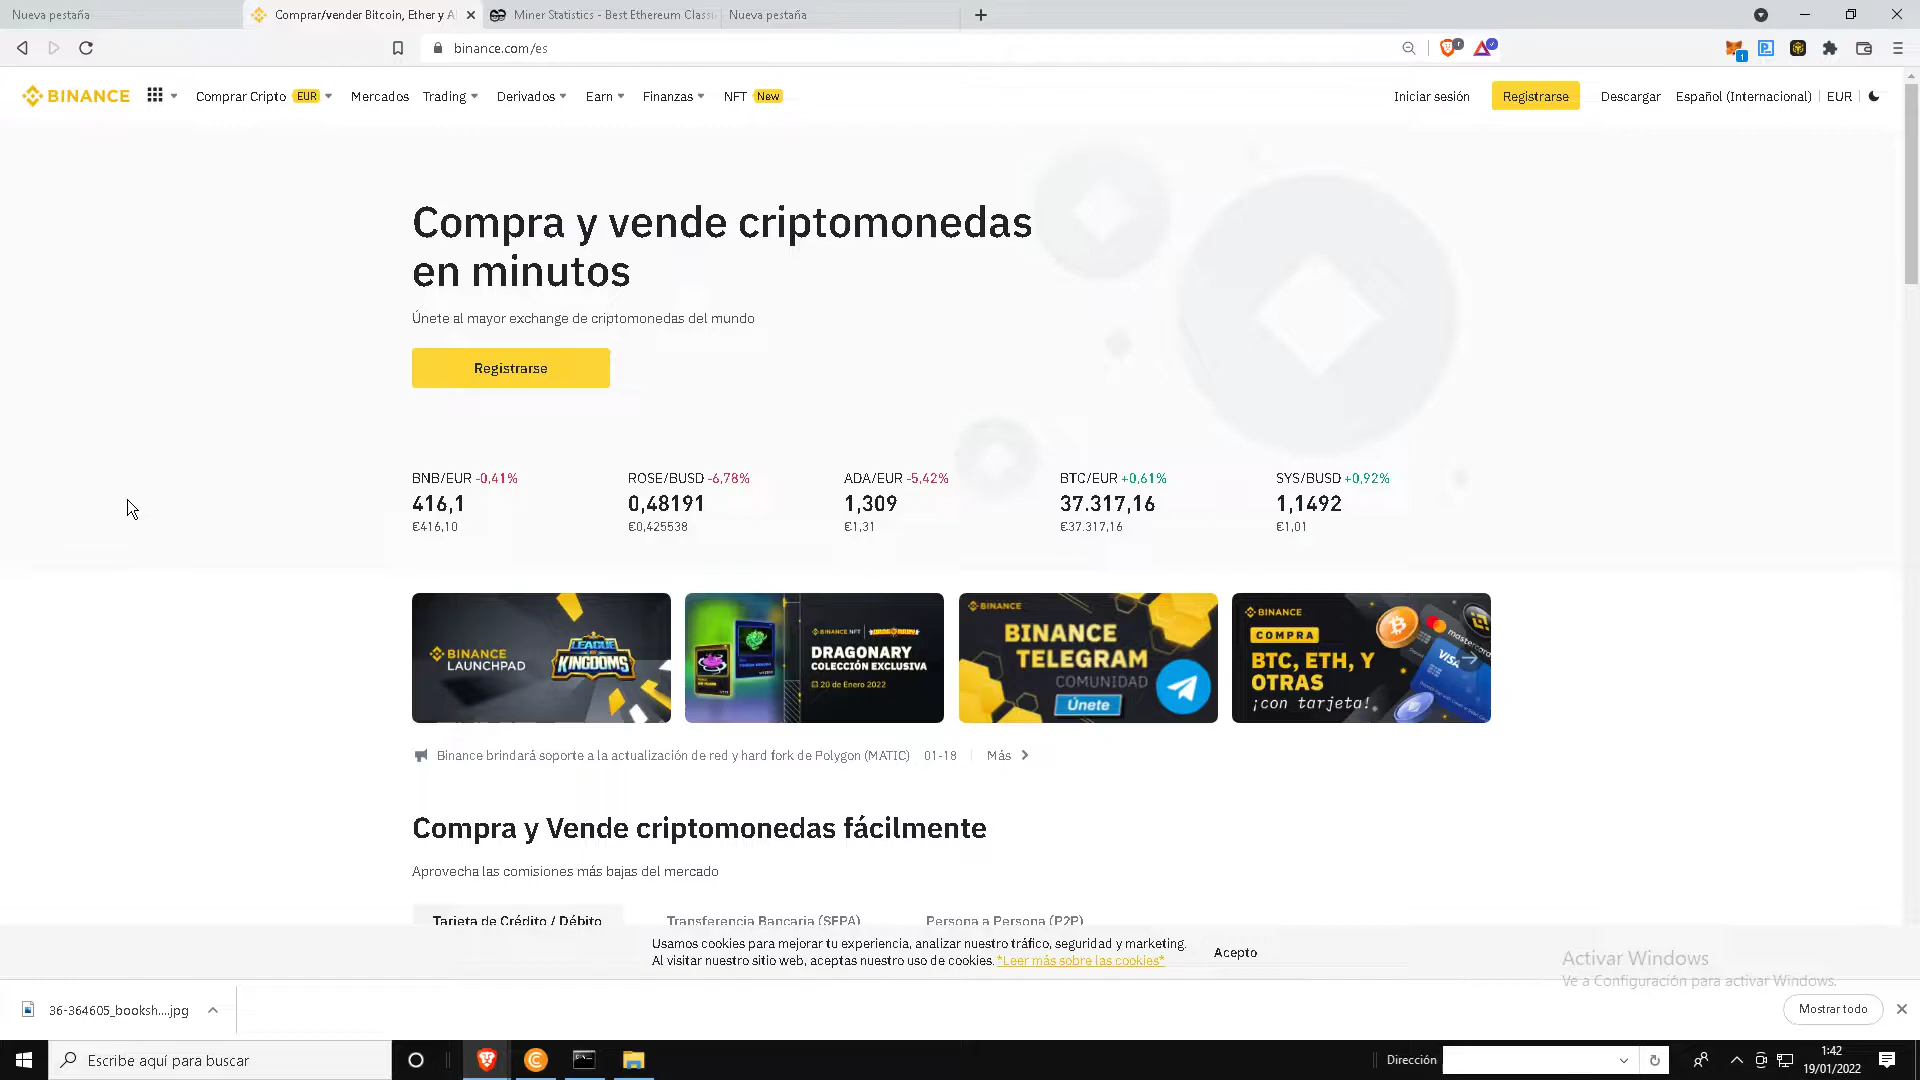 Nueva pestaña
Comprar/vender Bitcoin, Ether y A
Miner Statistics - Best Ethereum Classi
Nueva pestaña
binance.com/es
1
BINANCE
Comprar Cripto EUR
Mercados
Trading
Derivados
Earn
Finanzas
NFT New
Iniciar sesión
Registrarse
Descargar
Español (Internacional)
EUR
Compra y vende criptomonedas
en minutos
Únete al mayor exchange de criptomonedas del mundo
Registrarse
BNB/EUR -0,41%
416,1
€416,10
ROSE/BUSD -6,78%
0,48191
€0,425538
ADA/EUR -5,42%
1,309
€1,31
BTC/EUR +0,61%
37.317,16
€37.317,16
SYS/BUSD +0,92%
1,1492
€1,01
BINANCE
LAUNCHPAD
LEAGUE
OF
KINGDOMS
BINANCE NFT
DRAGONARY
DRAGONARY
COLECCIÓN EXCLUSIVA
20 de Enero 2022
BINANCE
BINANCE
TELEGRAM
COMUNIDAD
Únete
BINANCE
COMPRA
BTC, ETH, Y
OTRAS
¡con tarjeta!
mastercard
VISA
Binance brindará soporte a la actualización de red y hard fork de Polygon (MATIC) 01-18
Más
Compra y Vende criptomonedas fácilmente
Aprovecha las comisiones más bajas del mercado
Tarjeta de Crédito / Débito
Transferencia Bancaria (SEPA)
Persona a Persona (P2P)
Usamos cookies para mejorar tu experiencia, analizar nuestro tráfico, seguridad y marketing.
Al visitar nuestro sitio web, aceptas nuestro uso de cookies.*Leer más sobre las cookies*
Acepto
Activar Windows
Ve a Configuración para activar Windows.
36-364605_booksh....jpg
Mostrar todo
Escribe aquí para buscar
Dirección
1:42
19/01/2022